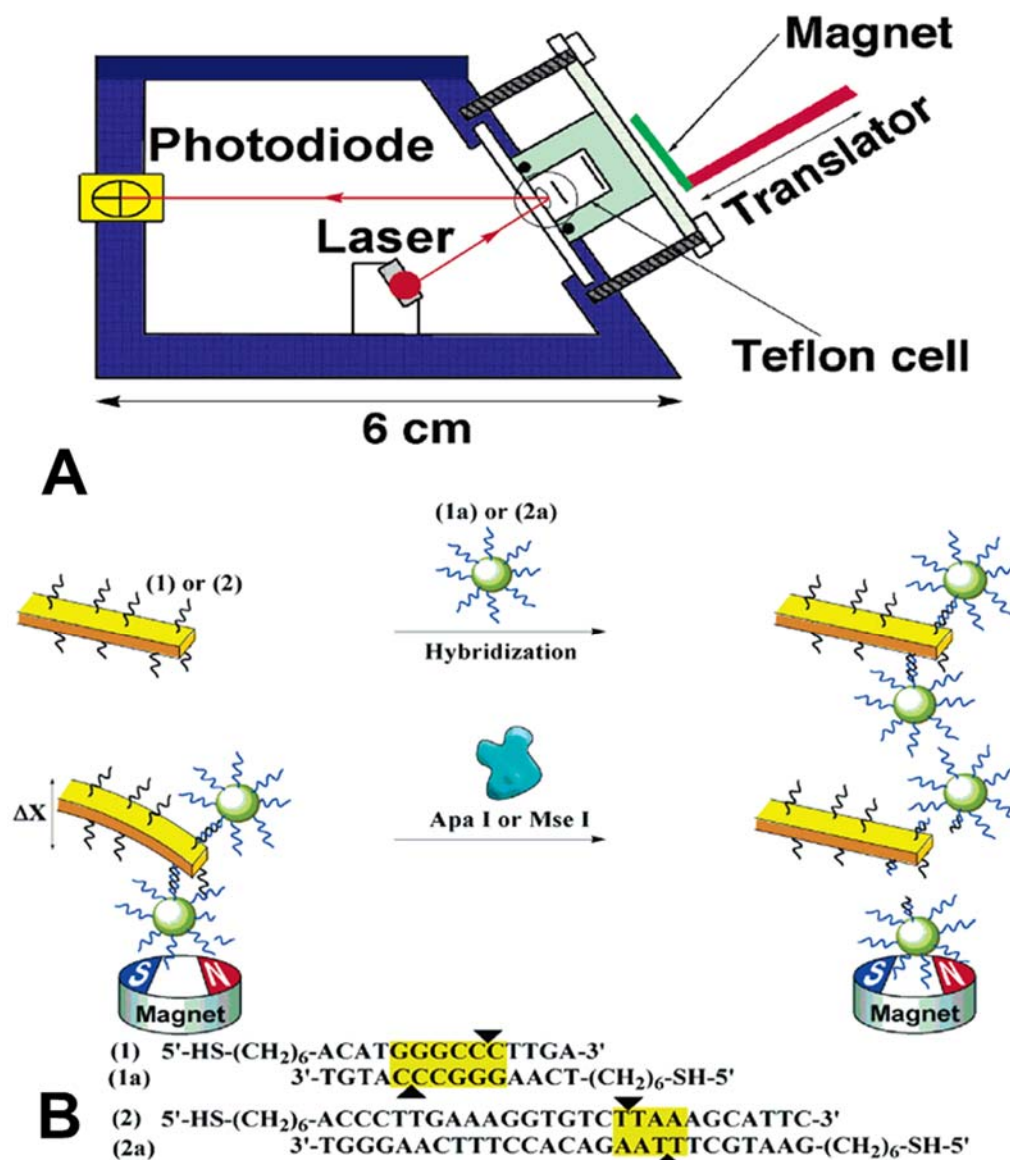 Magnet
Photodiode
Translator
Laser
Teflon cell
6 cm
A
(1a) or (2a)
(1) or (2)
Hybridization
ΔX
Apa I or Mse I
S N
Magnet
S N
Magnet
(1) 5'-HS-(CH2)6-ACATGGGCCCTTGA-3'
(1a) 3'-TGTACCCGGGAACT-(CH2)6-SH-5'
B
(2) 5'-HS-(CH2)6-ACCCTTGAAAGGTGTCTTAAAGCATTC-3'
(2a) 3'-TGGGAACTTTCCACAGAATTTCGTAAG-(CH2)6-SH-5'